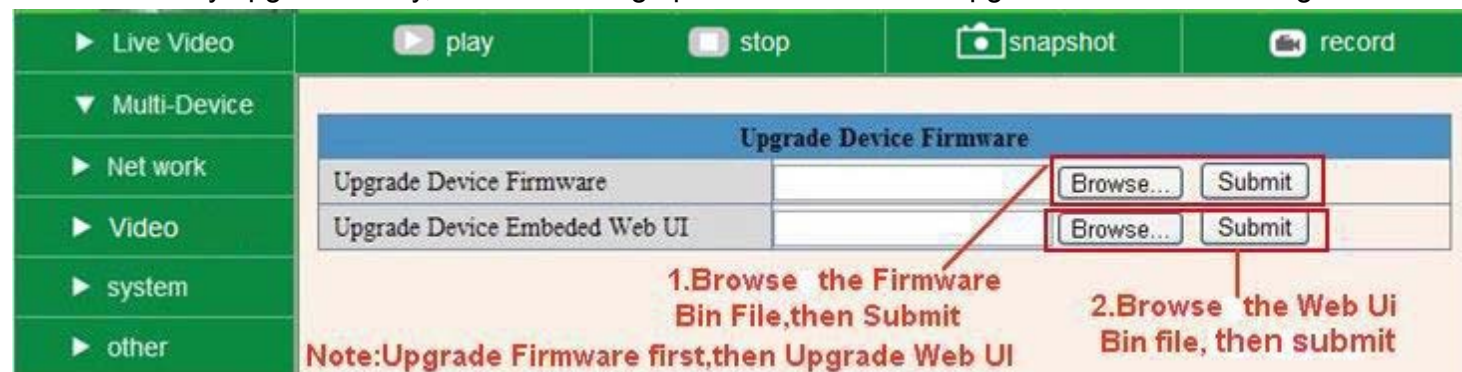 ▶ Live Video
play
stop
snapshot
record
▼ Multi-Device
▶ Net work
▶ Video
▶ system
▶ other
Upgrade Device Firmware
Upgrade Device Firmware
Browse...
Submit
Upgrade Device Embeded Web UI
Browse...
Submit
1.Browse the Firmware
Bin File,then Submit
2.Browse the Web Ui
Bin file, then submit
Note:Upgrade Firmware first,then Upgrade Web UI